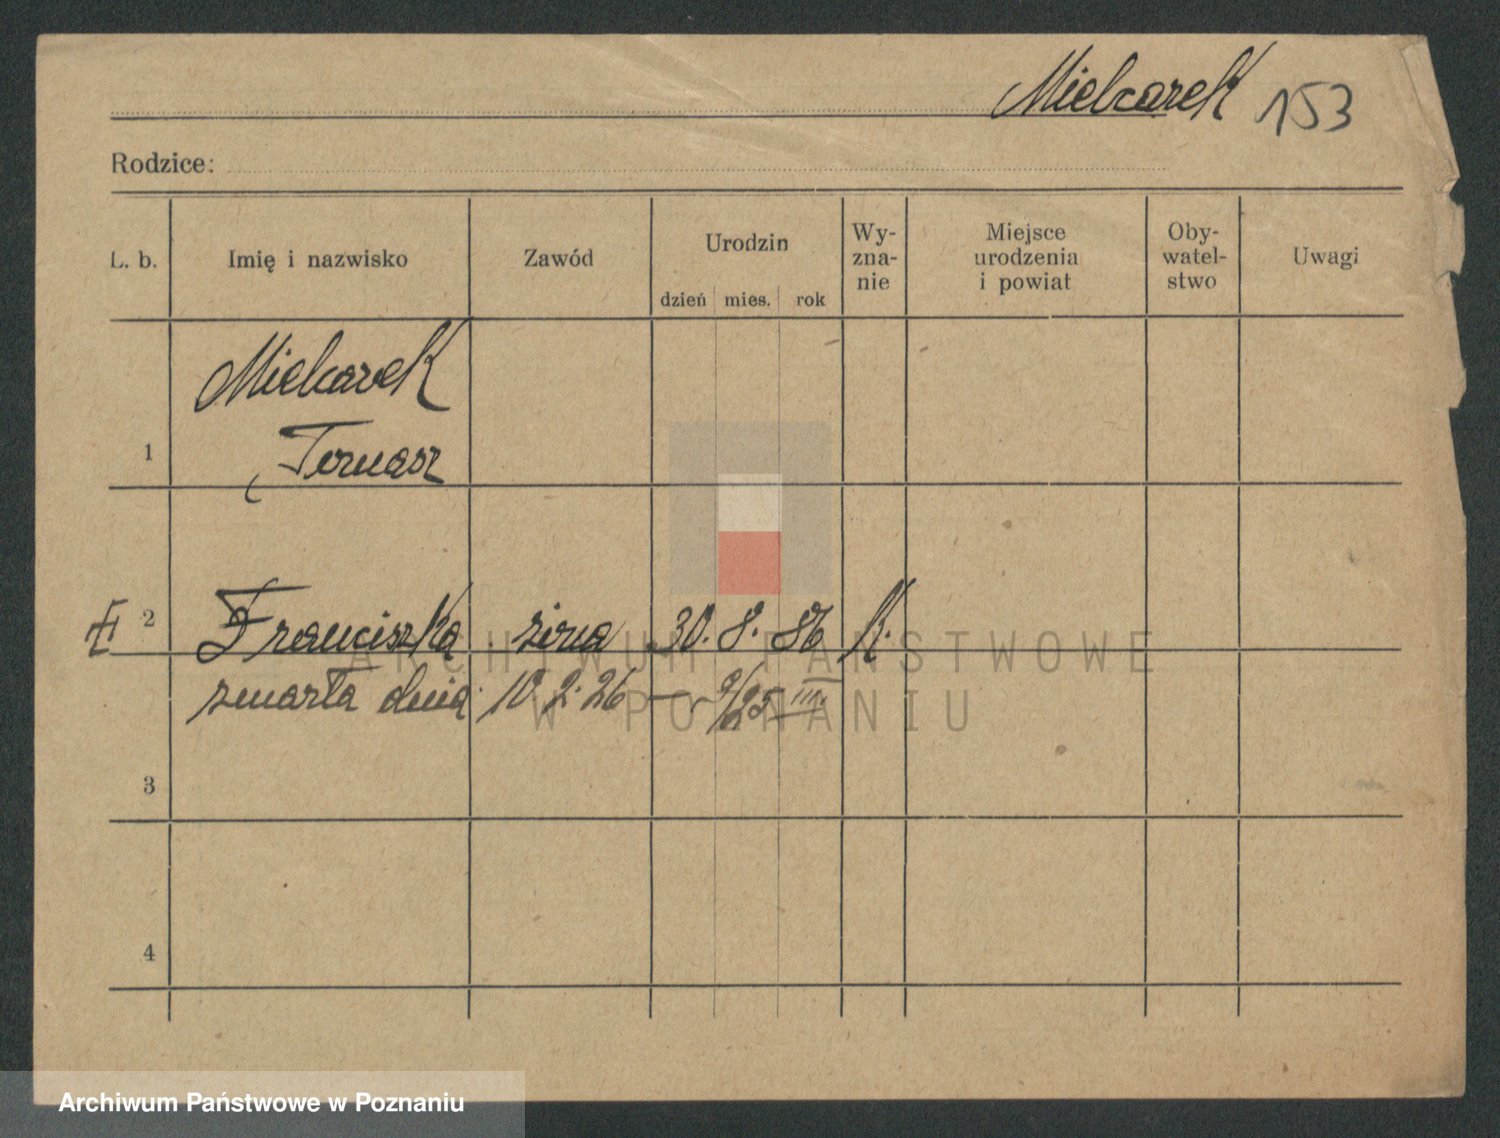 Mielcarek 153
Rodzice:
L. b. Imię i nazwisko Zawód Urodzin dzień mies. rok Wy-zna-nie Miejsce urodzenia i powiat Oby-watel-stwo Uwagi
Mielcarek
1 Tomasz
2 Franciszka żona 30. 8. 86 K.
zmarła dnia 10 2. 26
3
4
ARCHIWUM PAŃSTWOWE
W POZNANIU
Archiwum Państwowe w Poznaniu